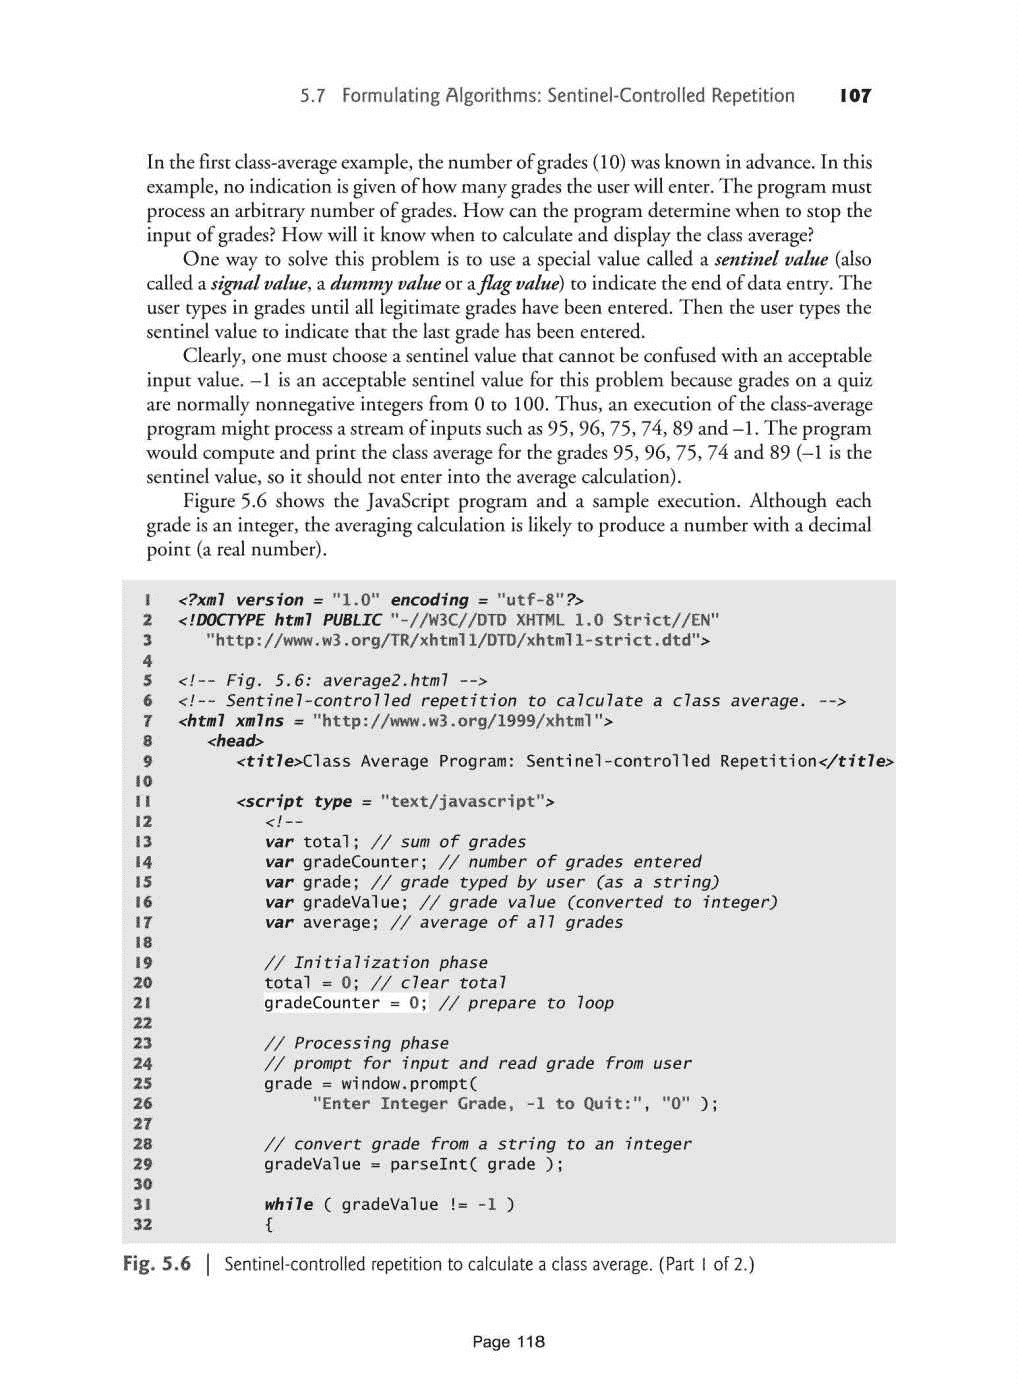 5.7 Formulating Algorithms: Sentinel-Controlled Repetition 107
In the first class-average example, the number of grades (10) was known in advance. In this
example, no indication is given of how many grades the user will enter. The program must
process an arbitrary number of grades. How can the program determine when to stop the
input of grades? How will it know when to calculate and display the class average?
One way to solve this problem is to use a special value called a sentinel value (also
called a signal value, a dummy value or a flag value) to indicate the end of data entry. The
user types in grades until all legitimate grades have been entered. Then the user types the
sentinel value to indicate that the last grade has been entered.
Clearly, one must choose a sentinel value that cannot be confused with an acceptable
input value. –1 is an acceptable sentinel value for this problem because grades on a quiz
are normally nonnegative integers from 0 to 100. Thus, an execution of the class-average
program might process a stream of inputs such as 95, 96, 75, 74, 89 and –1. The program
would compute and print the class average for the grades 95, 96, 75, 74 and 89 (–1 is the
sentinel value, so it should not enter into the average calculation).
Figure 5.6 shows the JavaScript program and a sample execution. Although each
grade is an integer, the averaging calculation is likely to produce a number with a decimal
point (a real number).
1 <?xml version = "1.0" encoding = "utf-8"?>
2 <!DOCTYPE html PUBLIC "-//W3C//DTD XHTML 1.0 Strict//EN"
3 "http://www.w3.org/TR/xhtml1/DTD/xhtml1-strict.dtd">
4
5 <!-- Fig. 5.6: average2.html -->
6 <!-- Sentinel-controlled repetition to calculate a class average. -->
7 <html xmlns = "http://www.w3.org/1999/xhtml">
8 <head>
9 <title>Class Average Program: Sentinel-controlled Repetition</title>
10
11 <script type = "text/javascript">
12 <!--
13 var total; // sum of grades
14 var gradeCounter; // number of grades entered
15 var grade; // grade typed by user (as a string)
16 var gradeValue; // grade value (converted to integer)
17 var average; // average of all grades
18
19 // Initialization phase
20 total = 0; // clear total
21 gradeCounter = 0; // prepare to loop
22
23 // Processing phase
24 // prompt for input and read grade from user
25 grade = window.prompt(
26 "Enter Integer Grade, -1 to Quit:", "0" );
27
28 // convert grade from a string to an integer
29 gradeValue = parseInt( grade );
30
31 while ( gradeValue != -1 )
32 {
Fig. 5.6 | Sentinel-controlled repetition to calculate a class average. (Part 1 of 2.)
Page 118